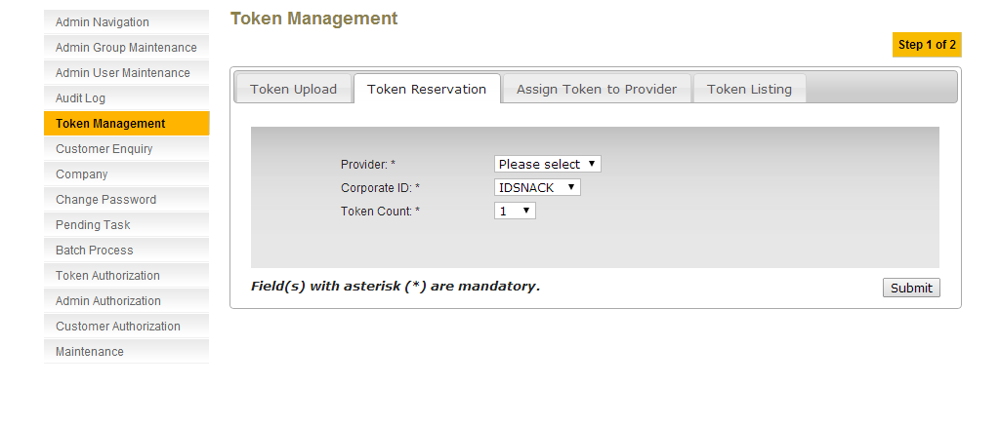 Admin Navigation
Admin Group Maintenance
Admin User Maintenance
Audit Log
Token Management
Customer Enquiry
Company
Change Password
Pending Task
Batch Process
Token Authorization
Admin Authorization
Customer Authorization
Maintenance
Token Management
Step 1 of 2
Token Upload Token Reservation Assign Token to Provider Token Listing
Provider: * Please select
Corporate ID: * IDSNACK
Token Count: * 1
Field(s) with asterisk (*) are mandatory.
Submit